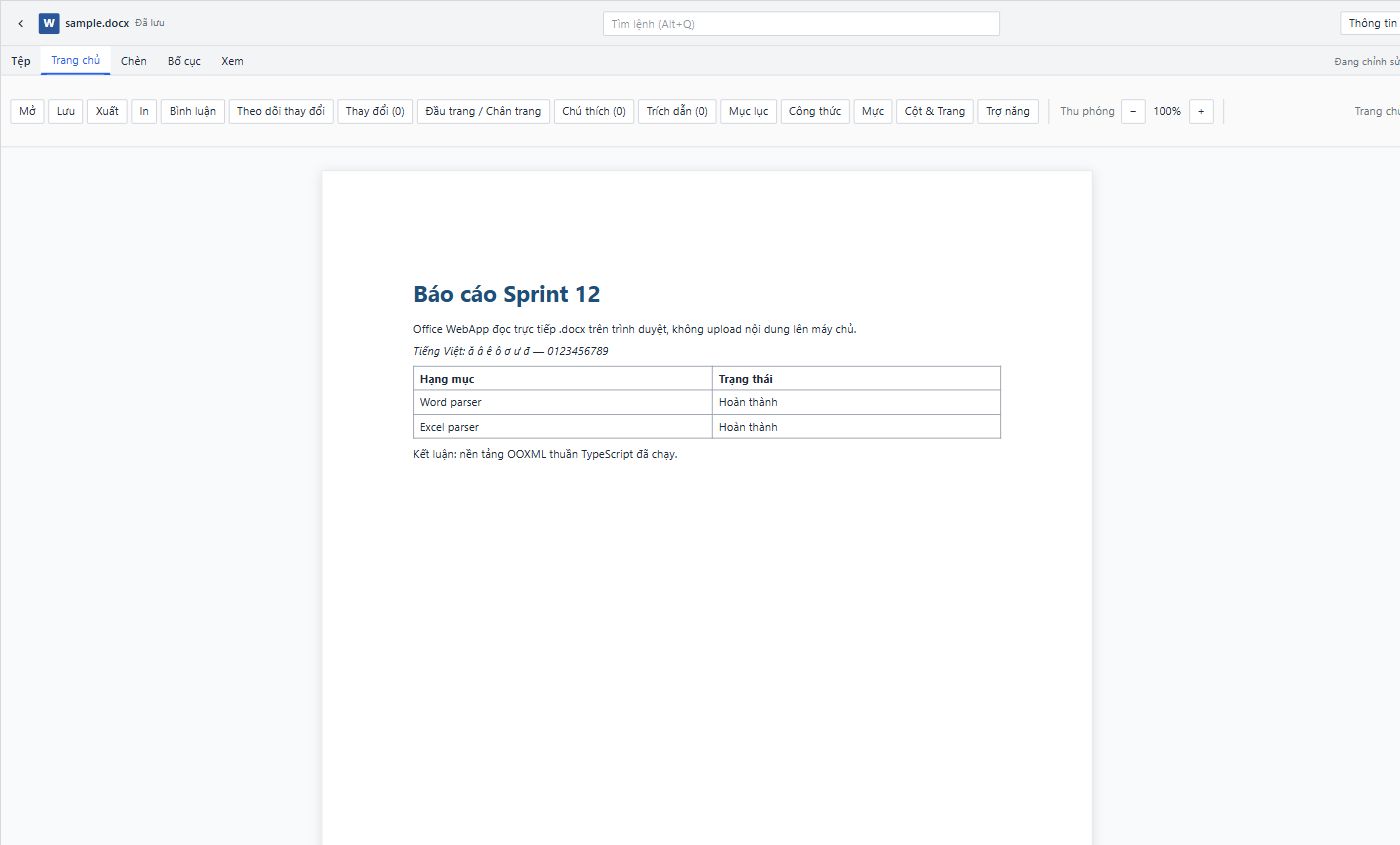 W sample.docx Đã lưu Tìm lệnh (Alt+Q) Thông tin
Tệp Trang chủ Chèn Bố cục Xem Đang chỉnh sử
Mở Lưu Xuất In Bình luận Theo dõi thay đổi Thay đổi (0) Đầu trang / Chân trang Chú thích (0) Trích dẫn (0) Mục lục Công thức Mực Cột & Trang Trợ năng Thu phóng − 100% + Trang chủ
Báo cáo Sprint 12
Office WebApp đọc trực tiếp .docx trên trình duyệt, không upload nội dung lên máy chủ.
Tiếng Việt: ă â ê ô ơ ư đ — 0123456789
Hạng mục Trạng thái
Word parser Hoàn thành
Excel parser Hoàn thành
Kết luận: nền tảng OOXML thuần TypeScript đã chạy.